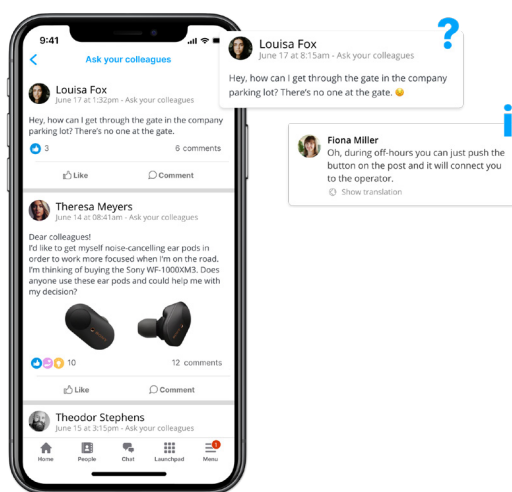 9:41
Ask your colleagues
Louisa Fox
June 17 at 1:32pm - Ask your colleagues
Hey, how can I get through the gate in the company
parking lot? There's no one at the gate.
3
6 comments
Like
Comment
Theresa Meyers
June 14 at 08:41am - Ask your colleagues
Dear colleagues!
I'd like to get myself noise-cancelling ear pods in
order to work more focused when I'm on the road.
I'm thinking of buying the Sony WF-1000XM3. Does
anyone use these ear pods and could help me with
my decision?
10
12 comments
Like
Comment
Theodor Stephens
June 15 at 3:15pm - Ask your colleagues
Home
People
Chat
Launchpad
Menu
1
?
Louisa Fox
June 17 at 8:15am - Ask your colleagues
Hey, how can I get through the gate in the company
parking lot? There's no one at the gate. 😉
i
Fiona Miller
Oh, during off-hours you can just push the
button on the post and it will connect you
to the operator.
Show translation